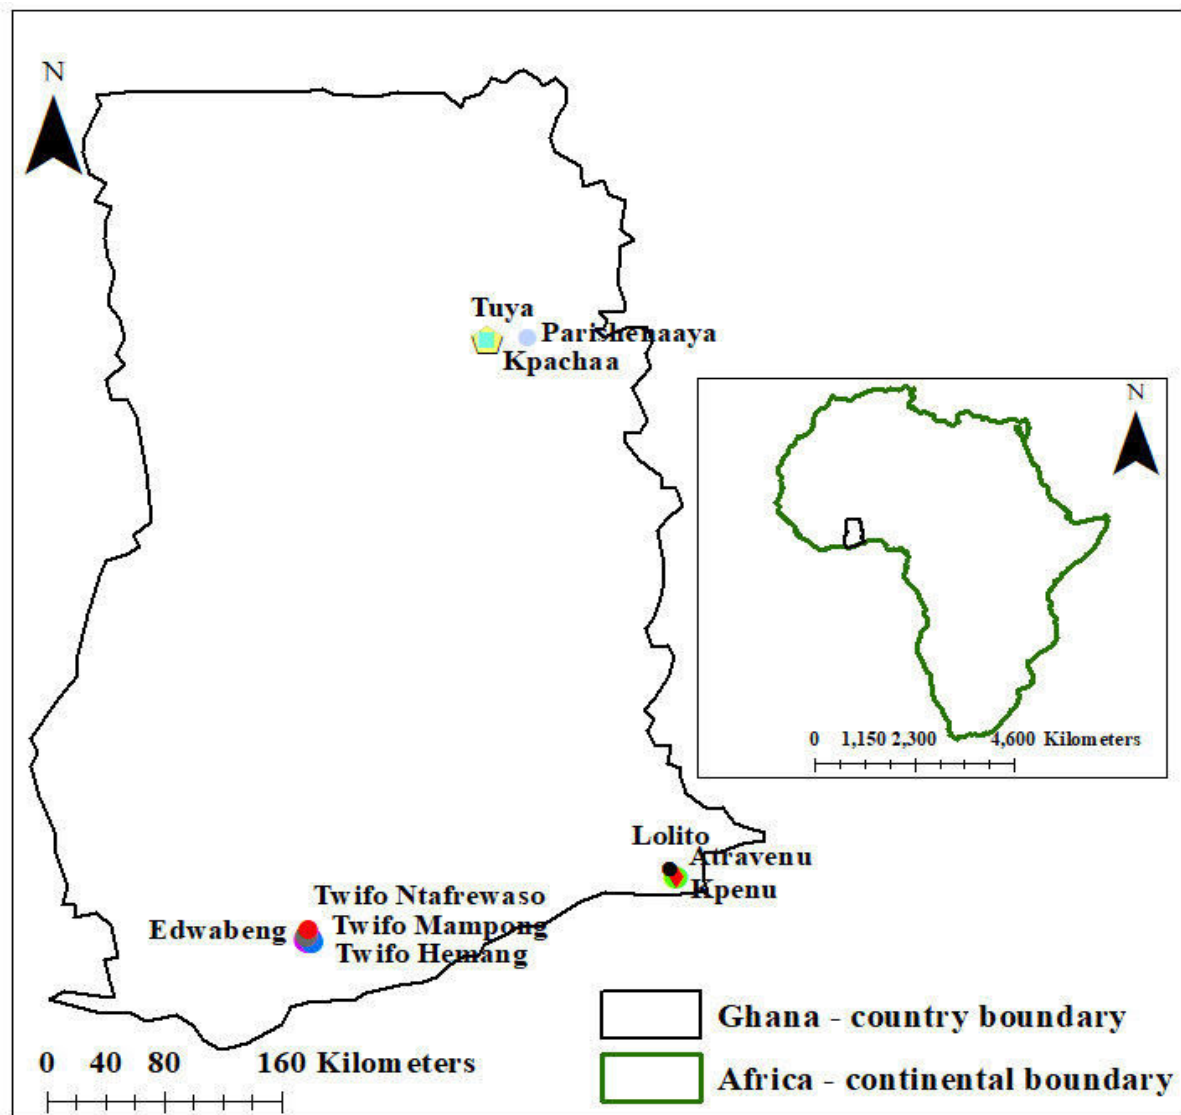 N
Tuya
Parishenaaya
Kpachaa
N
0 1,150 2,300 4,600 Kilometers
Lolito
Atravenu
Kpenu
Twifo Ntafrewaso
Edwabeng
Twifo Mampong
Twifo Hemang
Ghana - country boundary
0 40 80 160 Kilometers
Africa - continental boundary